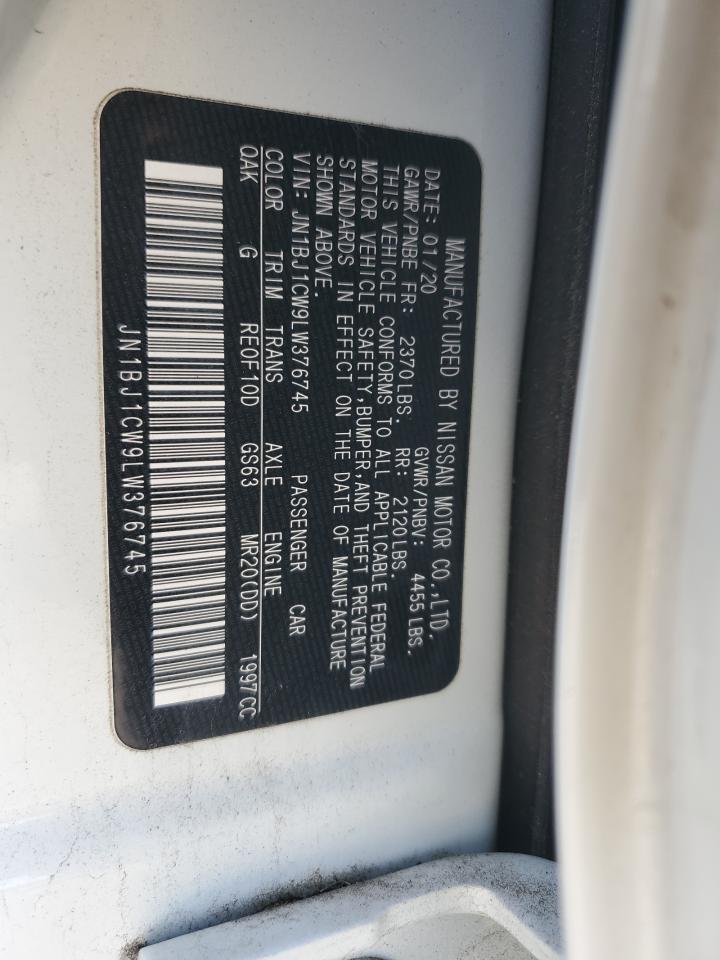 MANUFACTURED BY NISSAN MOTOR CO.,LTD.
DATE: 01/20 GVWR/PNBV: 4455LBS.
GAWR/PNBE FR: 2370LBS. RR: 2120LBS.
THIS VEHICLE CONFORMS TO ALL APPLICABLE FEDERAL
MOTOR VEHICLE SAFETY,BUMPER,AND THEFT PREVENTION
STANDARDS IN EFFECT ON THE DATE OF MANUFACTURE
SHOWN ABOVE.
VIN: JN1BJ1CW9LW376745 PASSENGER CAR
COLOR TRIM TRANS AXLE ENGINE
QAK G RE0F10D GS63 MR20(DD) 1997CC
JN1BJ1CW9LW376745